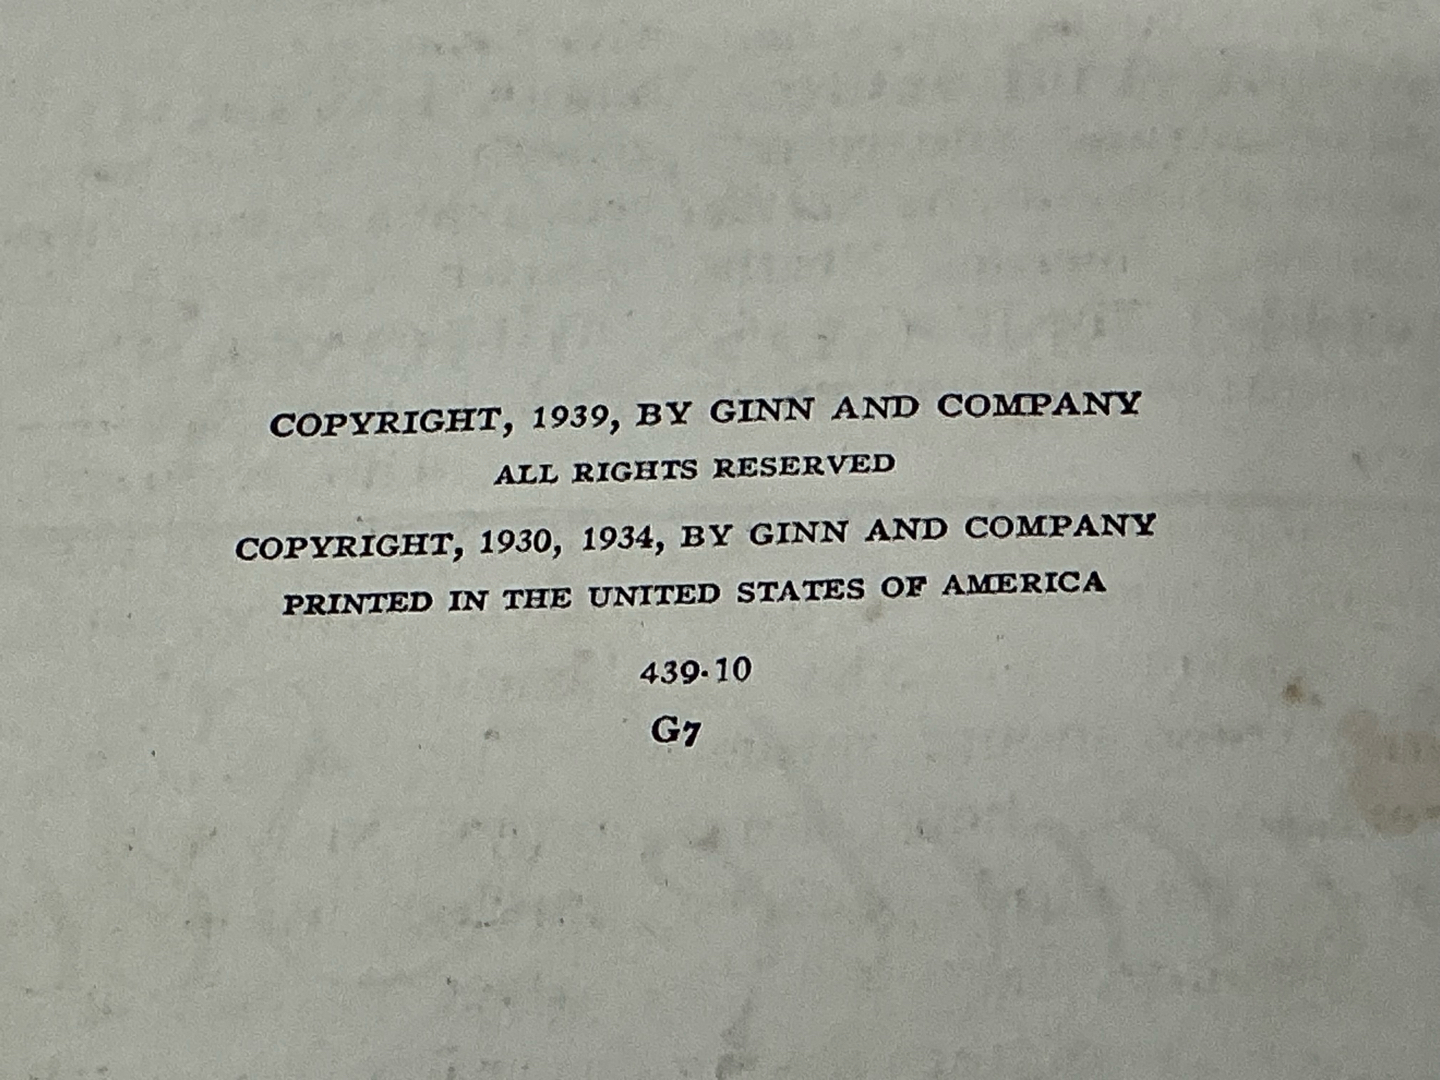 COPYRIGHT, 1939, BY GINN AND COMPANY
ALL RIGHTS RESERVED
COPYRIGHT, 1930, 1934, BY GINN AND COMPANY
PRINTED IN THE UNITED STATES OF AMERICA
439·10
G7